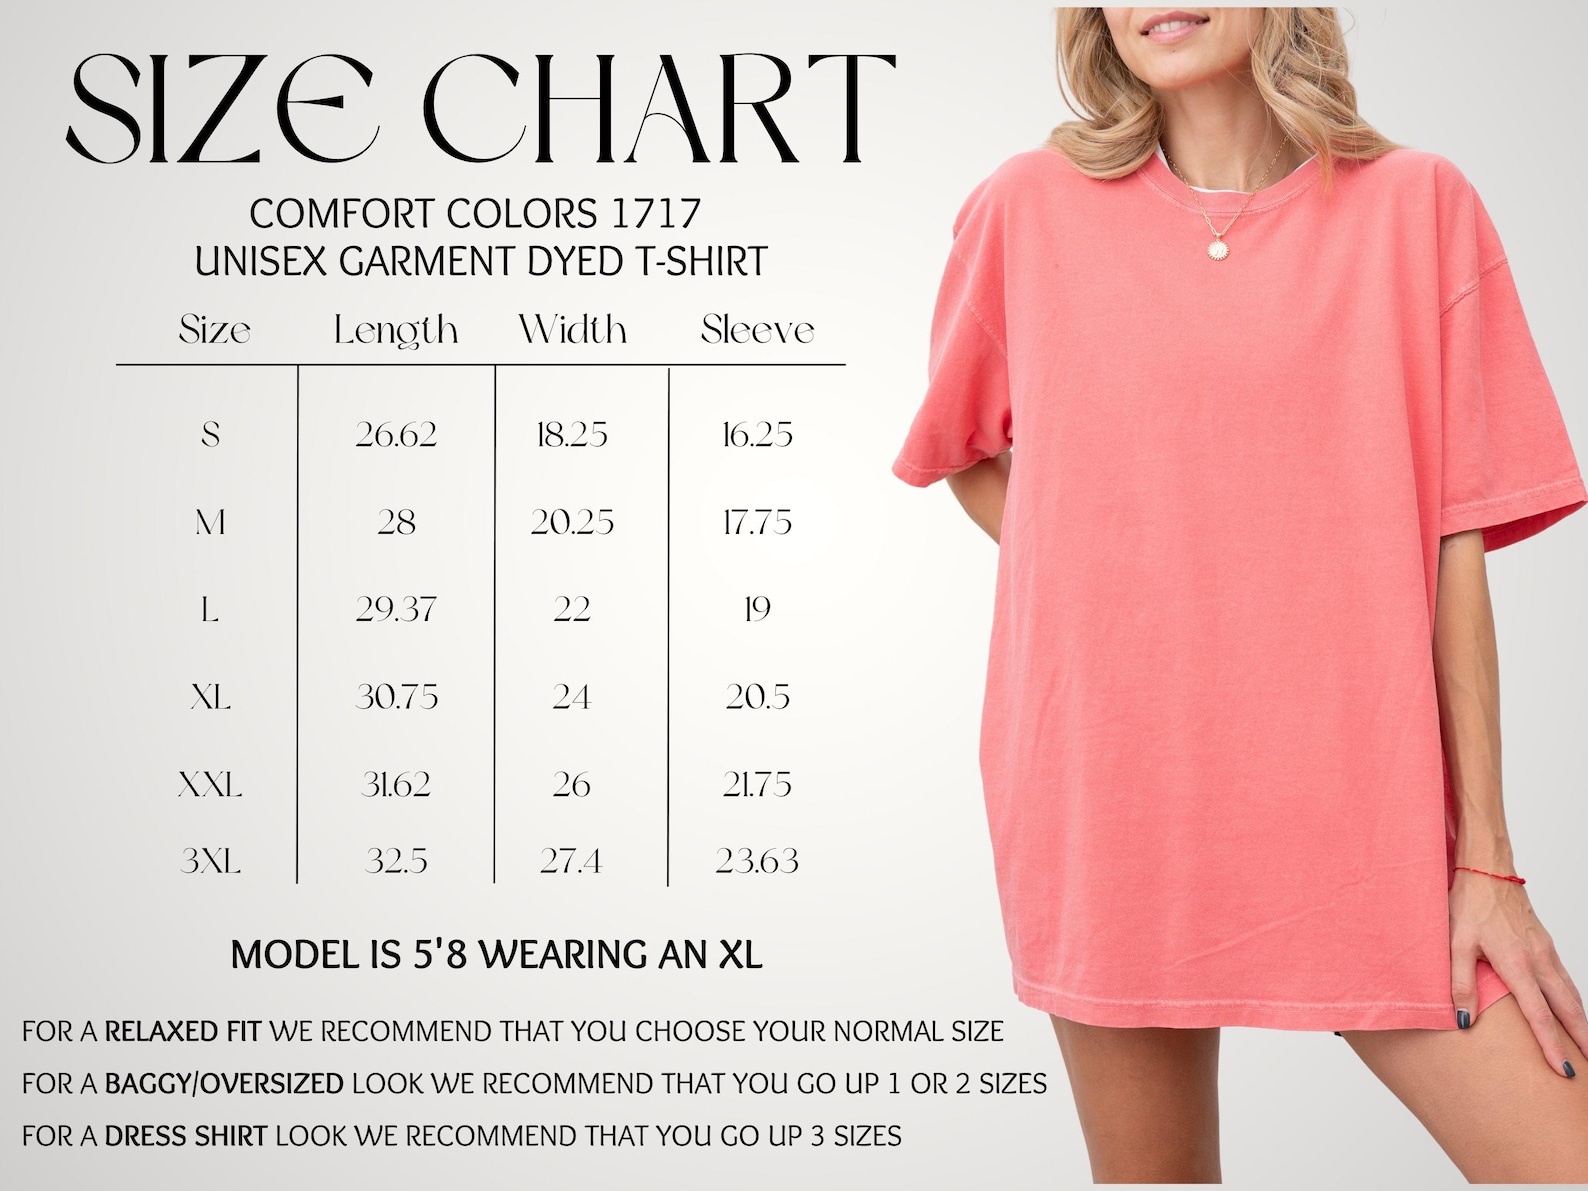 SIZE CHART
COMFORT COLORS 1717
UNISEX GARMENT DYED T-SHIRT
Size Length Width Sleeve
S 26.62 18.25 16.25
M 28 20.25 17.75
L 29.37 22 19
XL 30.75 24 20.5
XXL 31.62 26 21.75
3XL 32.5 27.4 23.63
MODEL IS 5'8 WEARING AN XL
FOR A RELAXED FIT WE RECOMMEND THAT YOU CHOOSE YOUR NORMAL SIZE
FOR A BAGGY/OVERSIZED LOOK WE RECOMMEND THAT YOU GO UP 1 OR 2 SIZES
FOR A DRESS SHIRT LOOK WE RECOMMEND THAT YOU GO UP 3 SIZES